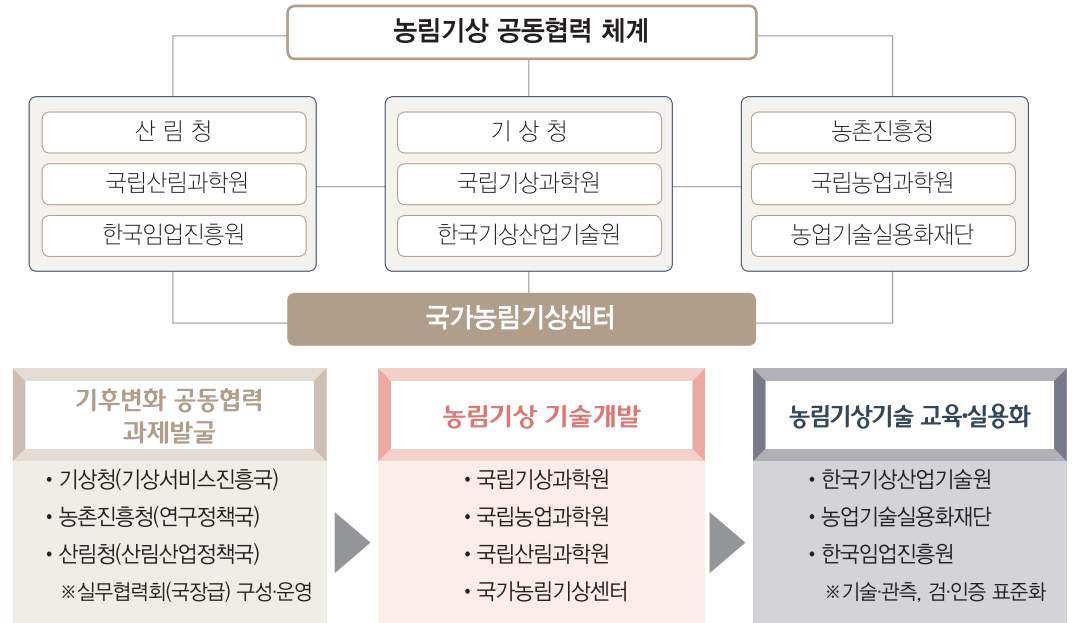 농림기상 공동협력 체계
산 림 청
국립산림과학원
한국임업진흥원
기 상 청
국립기상과학원
한국기상산업기술원
농촌진흥청
국립농업과학원
농업기술실용화재단
국가농림기상센터
기후변화 공동협력
과제발굴
• 기상청(기상서비스진흥국)
• 농촌진흥청(연구정책국)
• 산림청(산림산업정책국)
※실무협력회(국장급) 구성·운영
농림기상 기술개발
• 국립기상과학원
• 국립농업과학원
• 국립산림과학원
• 국가농림기상센터
농림기상기술 교육·실용화
• 한국기상산업기술원
• 농업기술실용화재단
• 한국임업진흥원
※기술·관측, 검·인증 표준화